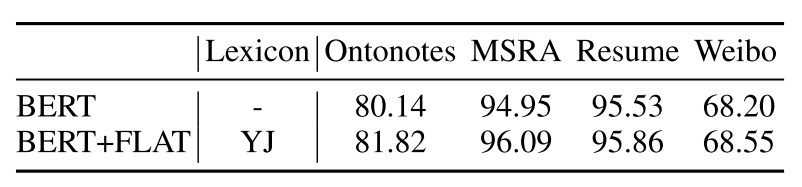 Lexicon Ontonotes MSRA Resume Weibo
BERT - 80.14 94.95 95.53 68.20
BERT+FLAT YJ 81.82 96.09 95.86 68.55